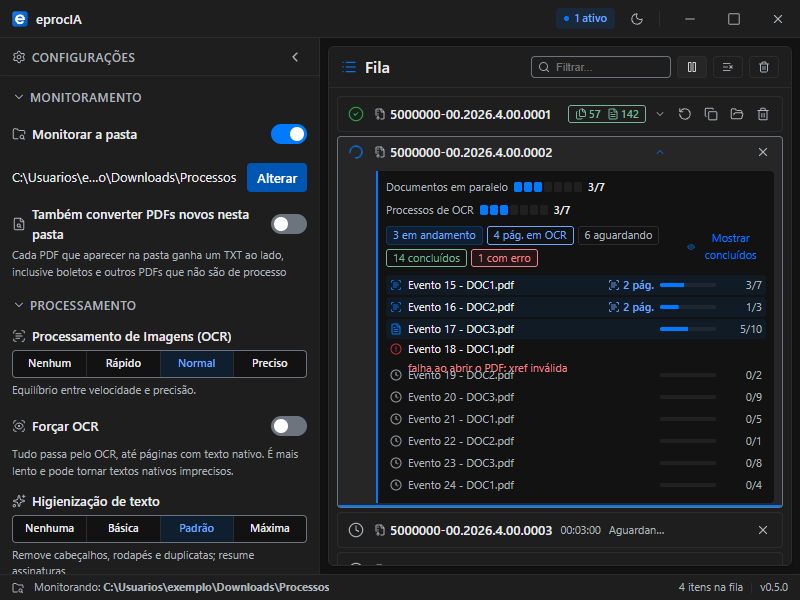 eprocIA
1 ativo
CONFIGURAÇÕES
MONITORAMENTO
Monitorar a pasta
C:\Usuarios\e...o\Downloads\Processos
Alterar
Também converter PDFs novos nesta
pasta
Cada PDF que aparecer na pasta ganha um TXT ao lado,
inclusive boletos e outros PDFs que não são de processo
PROCESSAMENTO
Processamento de Imagens (OCR)
Nenhum Rápido Normal Preciso
Equilíbrio entre velocidade e precisão.
Forçar OCR
Tudo passa pelo OCR, até páginas com texto nativo. É mais
lento e pode tornar textos nativos imprecisos.
Higienização de texto
Nenhuma Básica Padrão Máxima
Remove cabeçalhos, rodapés e duplicatas; resume
assinaturas
Fila
Filtrar...
5000000-00.2026.4.00.0001 57 142
5000000-00.2026.4.00.0002
Documentos em paralelo 3/7
Processos de OCR 3/7
3 em andamento 4 pág. em OCR 6 aguardando
14 concluídos 1 com erro
Mostrar
concluídos
Evento 15 - DOC1.pdf 2 pág. 3/7
Evento 16 - DOC2.pdf 2 pág. 1/3
Evento 17 - DOC3.pdf 5/10
Evento 18 - DOC1.pdf
falha ao abrir o PDF: xref inválida
Evento 19 - DOC2.pdf 0/2
Evento 20 - DOC3.pdf 0/9
Evento 21 - DOC1.pdf 0/5
Evento 22 - DOC2.pdf 0/1
Evento 23 - DOC3.pdf 0/8
Evento 24 - DOC1.pdf 0/4
5000000-00.2026.4.00.0003 00:03:00 Aguardan...
Monitorando: C:\Usuarios\exemplo\Downloads\Processos
4 itens na fila
v0.5.0